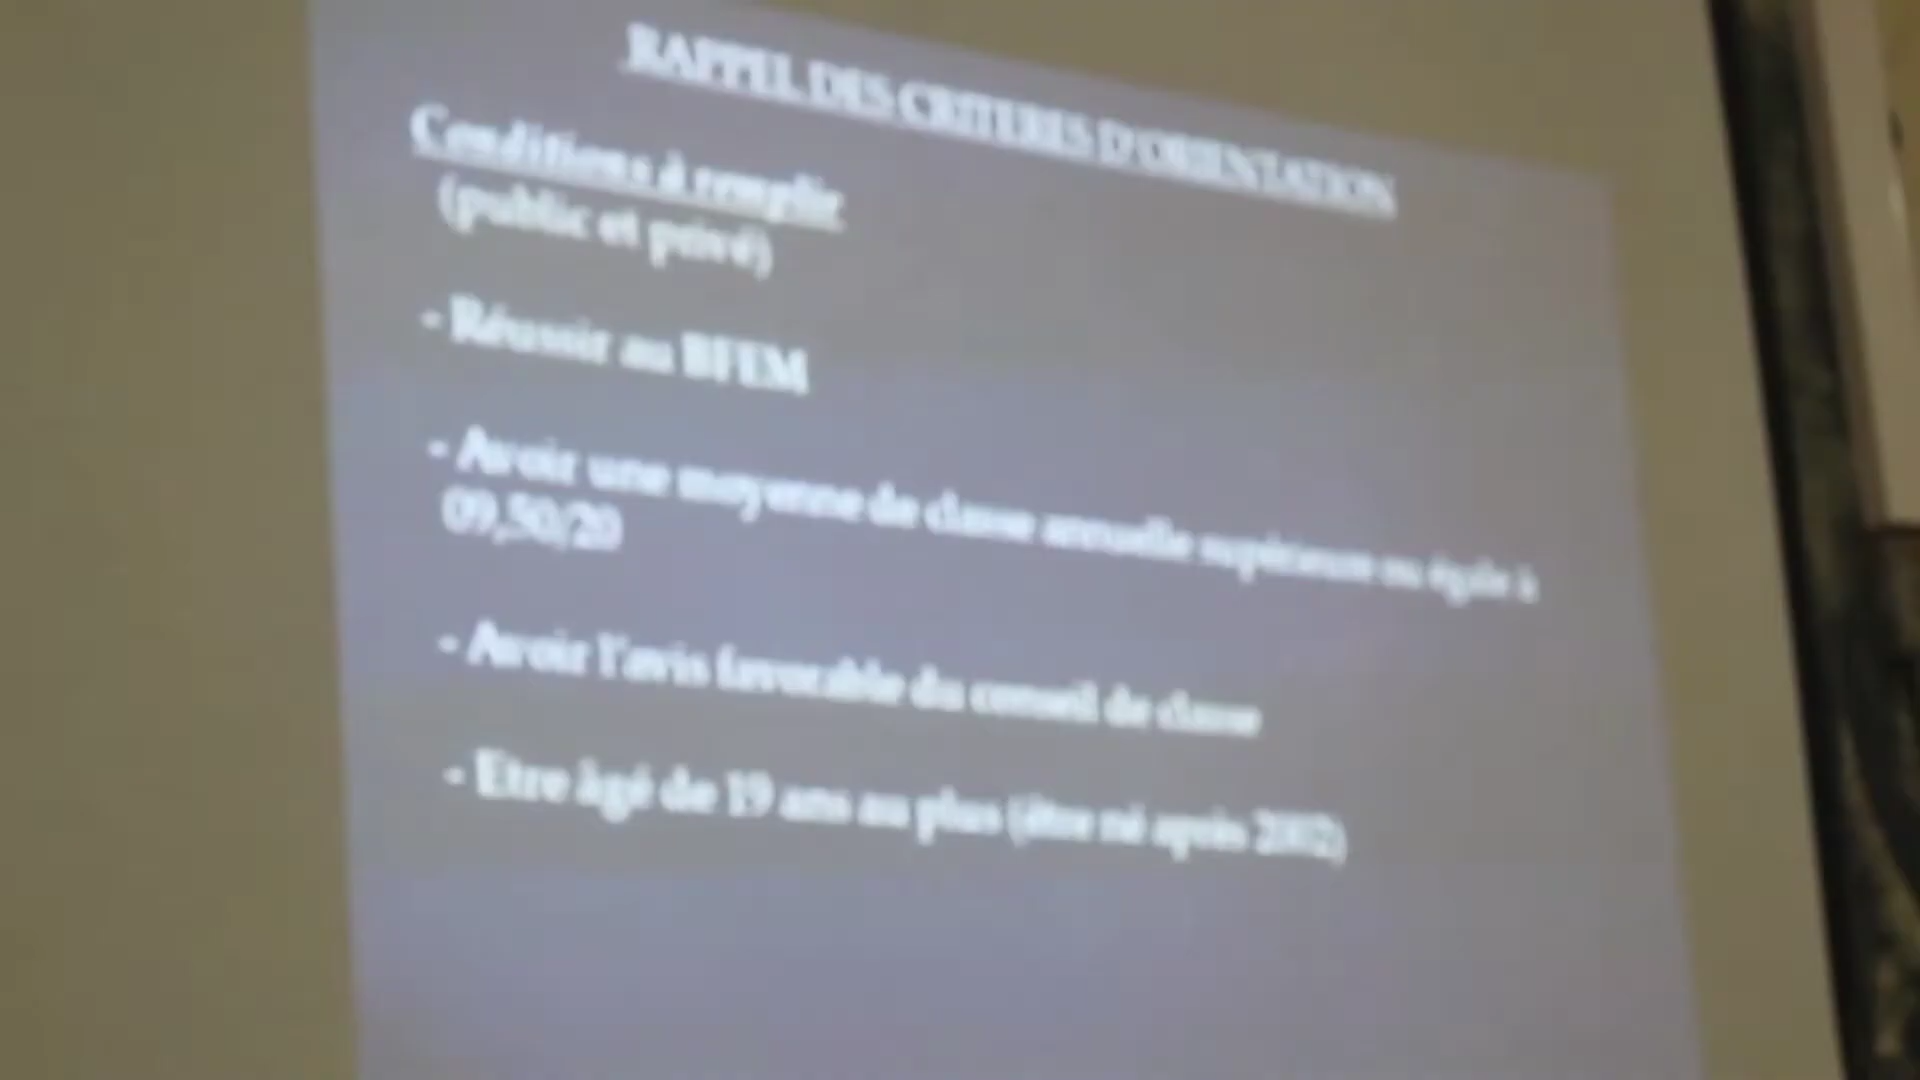 RAPPEL DES CRITERES D'ORIENTATION
Conditions à remplir
(public et privé)
- Réussir au BFEM
- Avoir une moyenne de classe annuelle supérieure ou égale à
09,50/20
- Avoir l'avis favorable du conseil de classe
- Etre âgé de 19 ans au plus (être né après 2002)